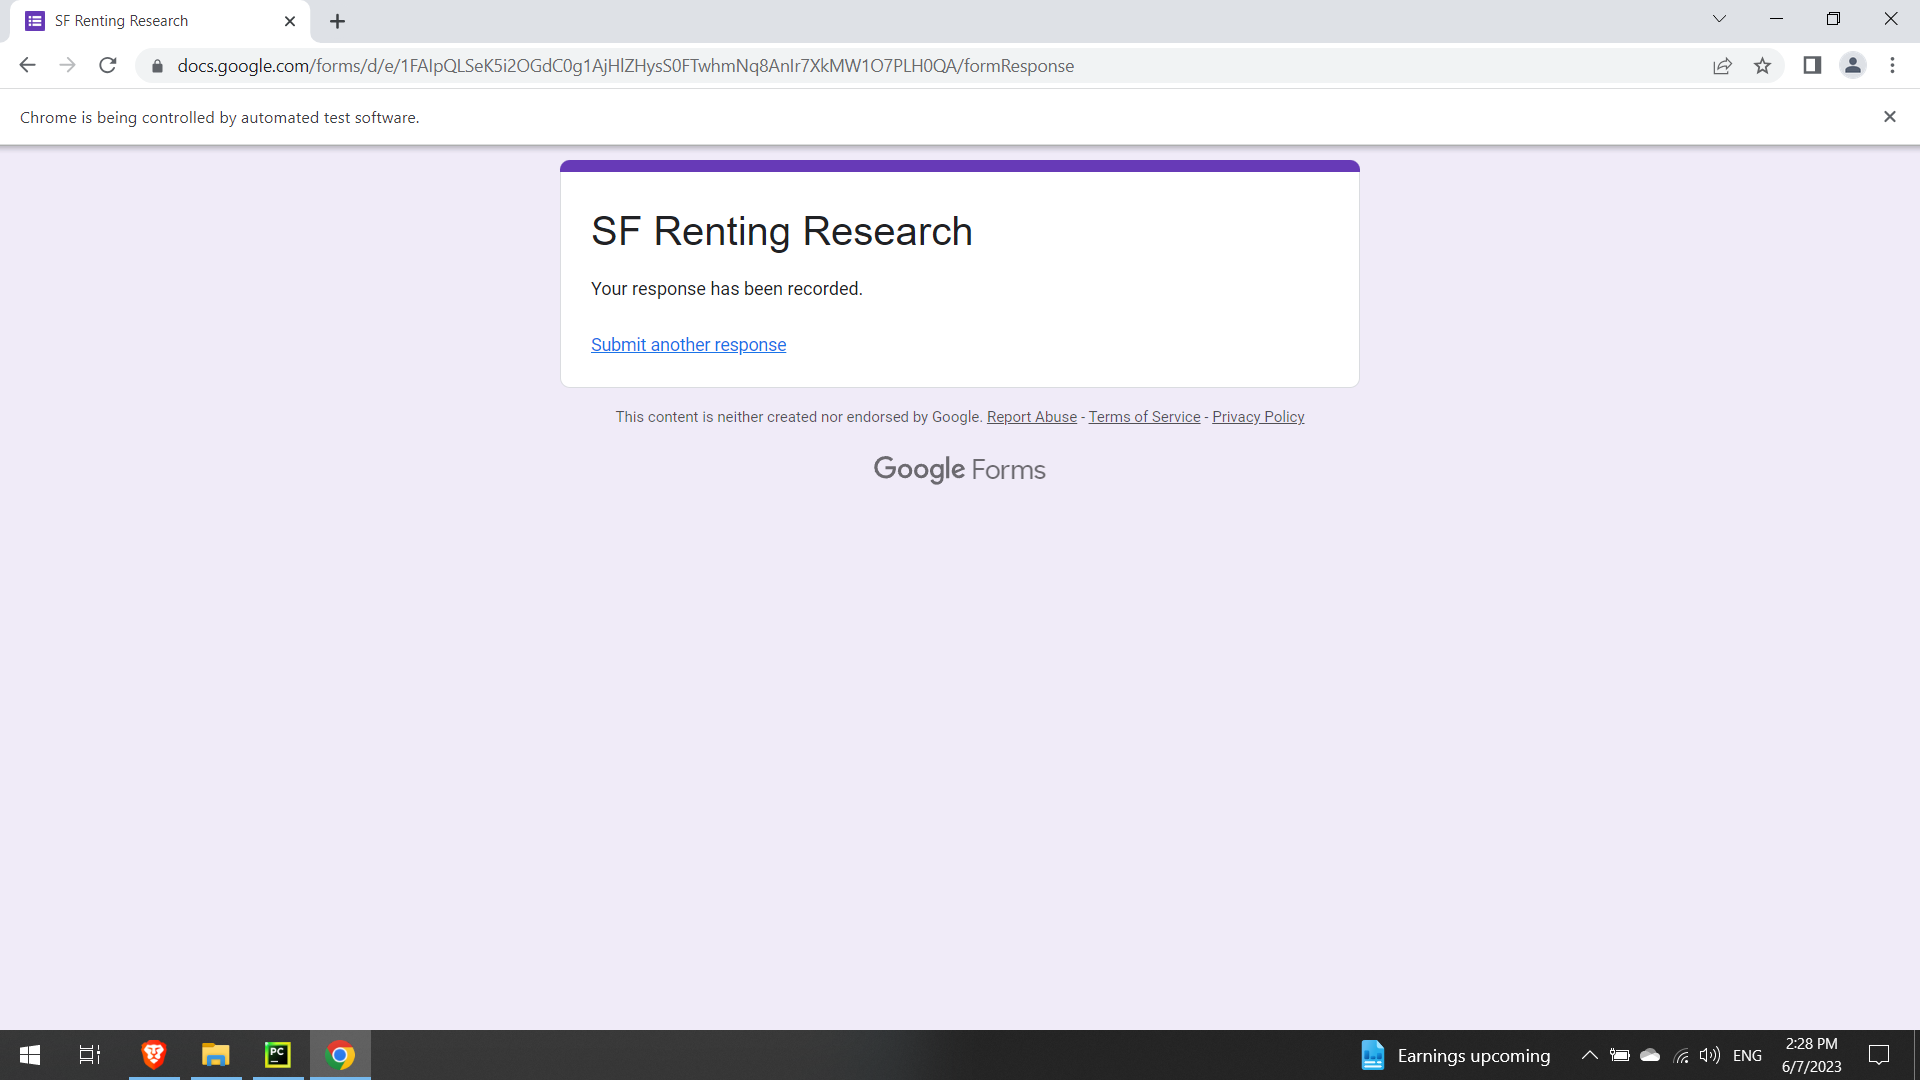 SF Renting Research
docs.google.com/forms/d/e/1FAIpQLSeK5i2OGdC0g1AjHlZHysS0FTwhmNq8AnIr7XkMW1O7PLH0QA/formResponse
Chrome is being controlled by automated test software.
SF Renting Research
Your response has been recorded.
Submit another response
This content is neither created nor endorsed by Google. Report Abuse - Terms of Service - Privacy Policy
Google Forms
PC
Earnings upcoming
ENG
2:28 PM
6/7/2023